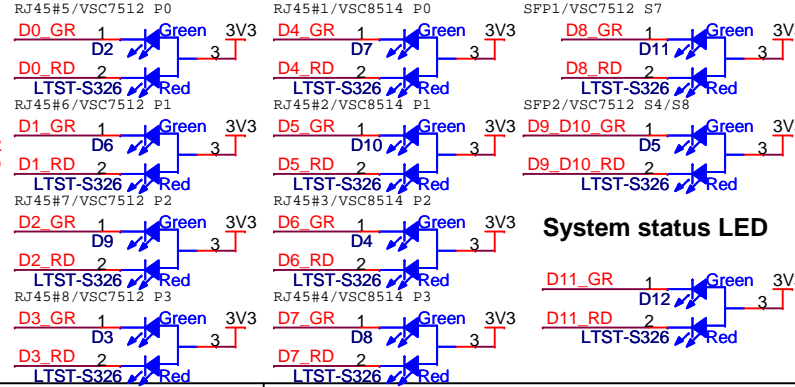 RJ45#5/VSC7512 P0
D0_GR 1 Green 3V3
D2 3
D0_RD 2
LTST-S326 Red
RJ45#6/VSC7512 P1
D1_GR 1 Green 3V3
D6 3
D1_RD 2
LTST-S326 Red
RJ45#7/VSC7512 P2
D2_GR 1 Green 3V3
D9 3
D2_RD 2
LTST-S326 Red
RJ45#8/VSC7512 P3
D3_GR 1 Green 3V3
D3 3
D3_RD 2
LTST-S326 Red
RJ45#1/VSC8514 P0
D4_GR 1 Green 3V3
D7 3
D4_RD 2
LTST-S326 Red
RJ45#2/VSC8514 P1
D5_GR 1 Green 3V3
D10 3
D5_RD 2
LTST-S326 Red
RJ45#3/VSC8514 P2
D6_GR 1 Green 3V3
D4 3
D6_RD 2
LTST-S326 Red
RJ45#4/VSC8514 P3
D7_GR 1 Green 3V3
D8 3
D7_RD 2
LTST-S326 Red
SFP1/VSC7512 S7
D8_GR 1 Green 3V
D11 3
D8_RD 2
LTST-S326 Red
SFP2/VSC7512 S4/S8
D9_D10_GR 1 Green 3V
D5 3
D9_D10_RD 2
LTST-S326 Red
System status LED
D11_GR 1 Green 3V
D12 3
D11_RD 2
LTST-S326 Red